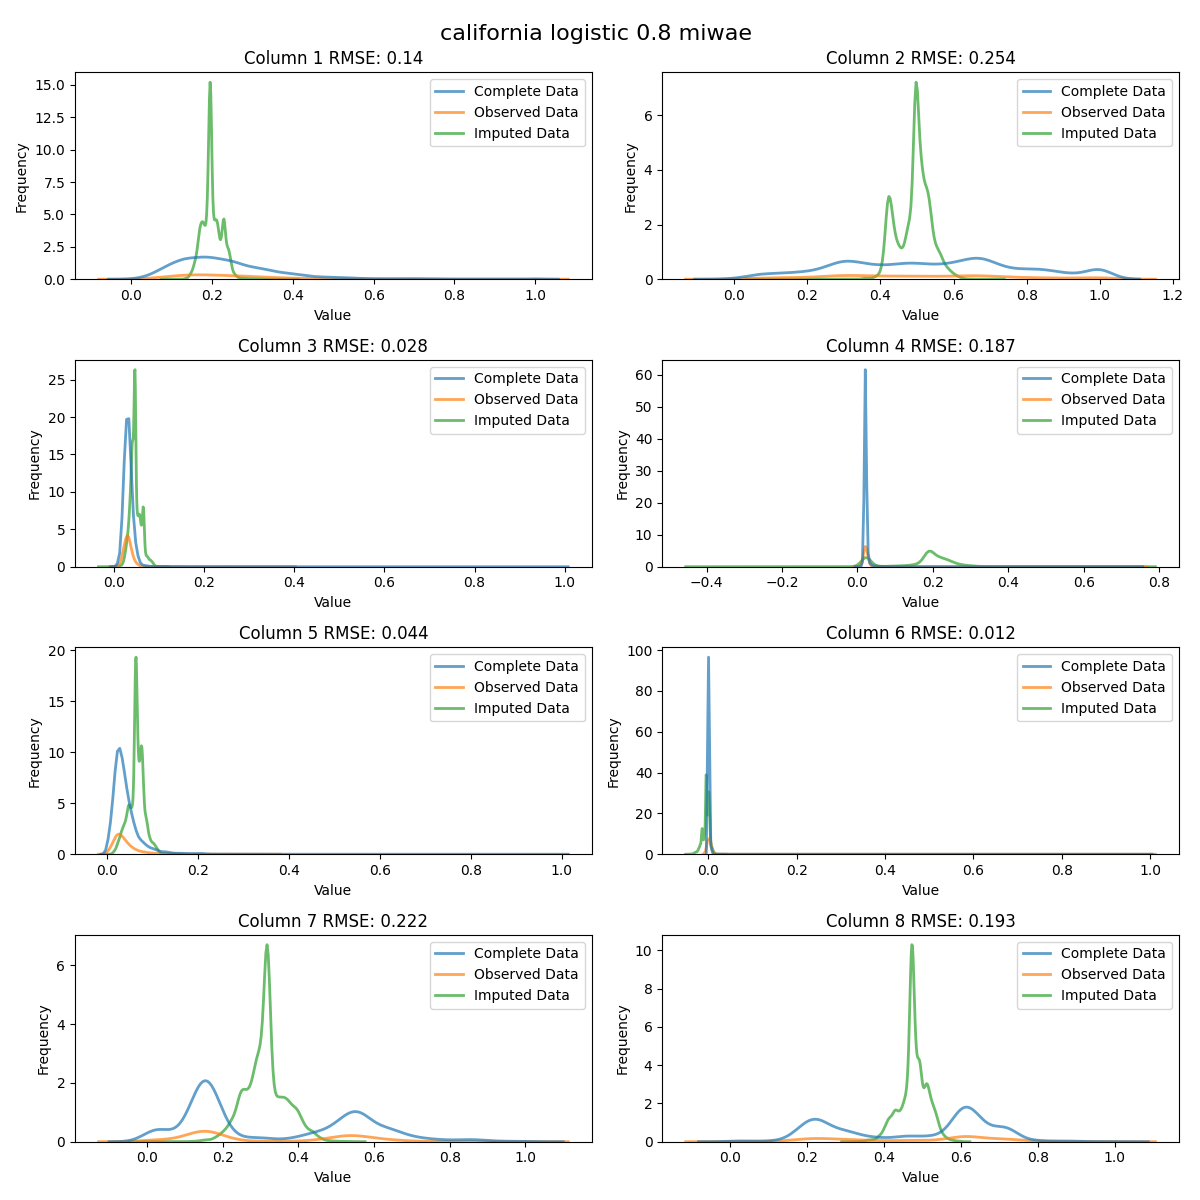 california logistic 0.8 miwae
Column 1 RMSE: 0.14
Frequency
15.0
12.5
10.0
7.5
5.0
2.5
0.0
Complete Data
Observed Data
Imputed Data
0.0 0.2 0.4 0.6 0.8 1.0
Value
Column 2 RMSE: 0.254
Frequency
6
4
2
0
Complete Data
Observed Data
Imputed Data
0.0 0.2 0.4 0.6 0.8 1.0 1.2
Value
Column 3 RMSE: 0.028
Frequency
25
20
15
10
5
0
Complete Data
Observed Data
Imputed Data
0.0 0.2 0.4 0.6 0.8 1.0
Value
Column 4 RMSE: 0.187
Frequency
60
50
40
30
20
10
0
Complete Data
Observed Data
Imputed Data
−0.4 −0.2 0.0 0.2 0.4 0.6 0.8
Value
Column 5 RMSE: 0.044
Frequency
20
15
10
5
0
Complete Data
Observed Data
Imputed Data
0.0 0.2 0.4 0.6 0.8 1.0
Value
Column 6 RMSE: 0.012
Frequency
100
80
60
40
20
0
Complete Data
Observed Data
Imputed Data
0.0 0.2 0.4 0.6 0.8 1.0
Value
Column 7 RMSE: 0.222
Frequency
6
4
2
0
Complete Data
Observed Data
Imputed Data
0.0 0.2 0.4 0.6 0.8 1.0
Value
Column 8 RMSE: 0.193
Frequency
10
8
6
4
2
0
Complete Data
Observed Data
Imputed Data
0.0 0.2 0.4 0.6 0.8 1.0
Value